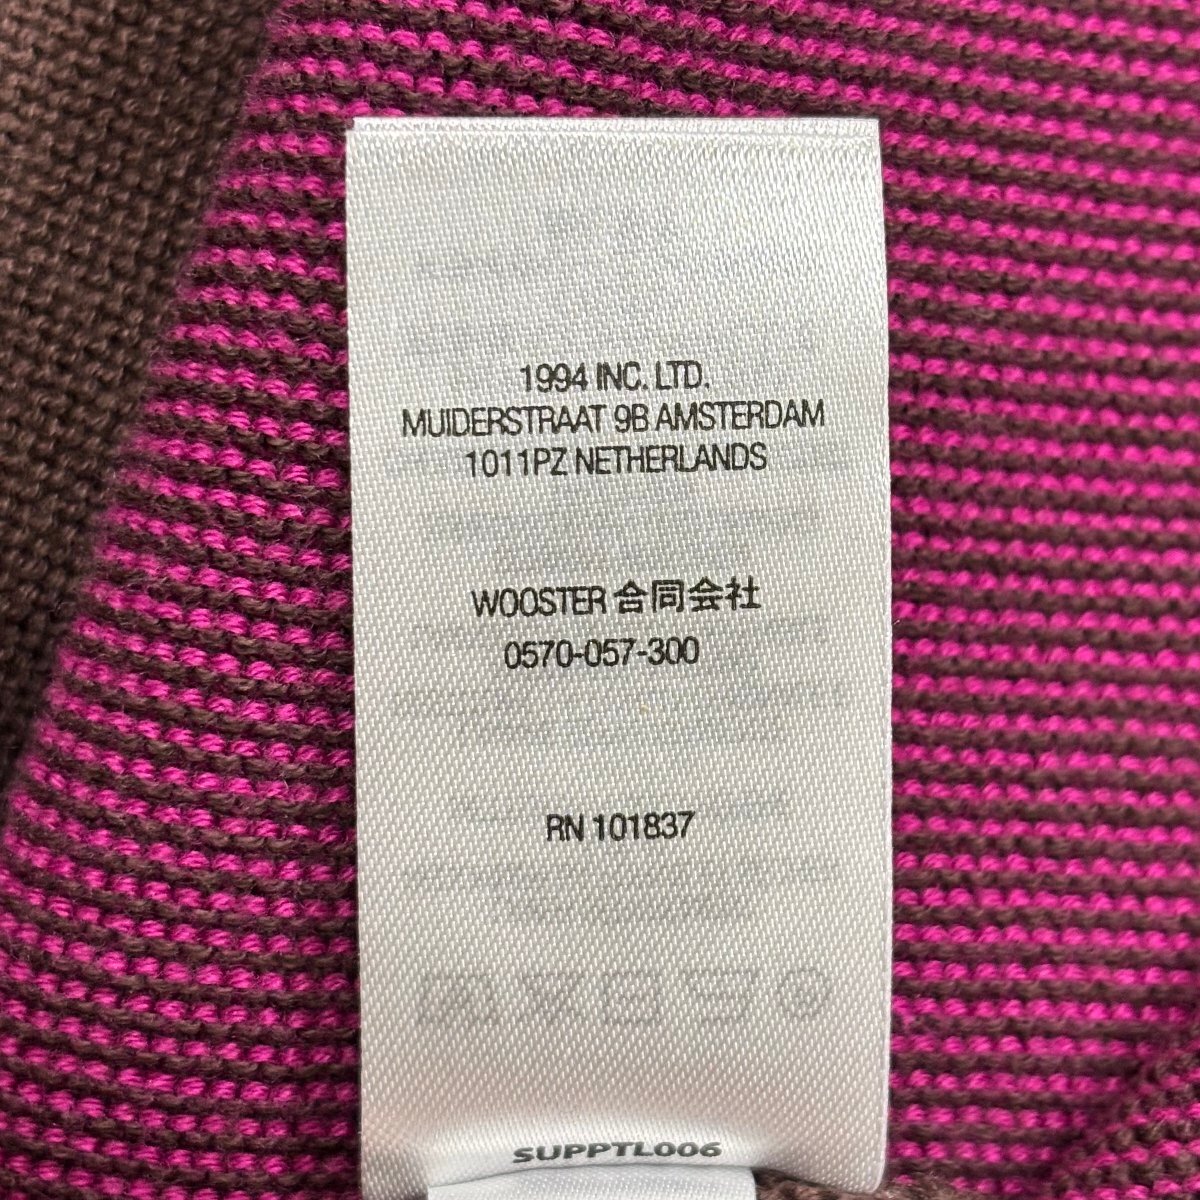 1994 INC. LTD.
MUIDERSTRAAT 9B AMSTERDAM
1011PZ NETHERLANDS
WOOSTER 合同会社
0570-057-300
RN 101837
SUPPTL006